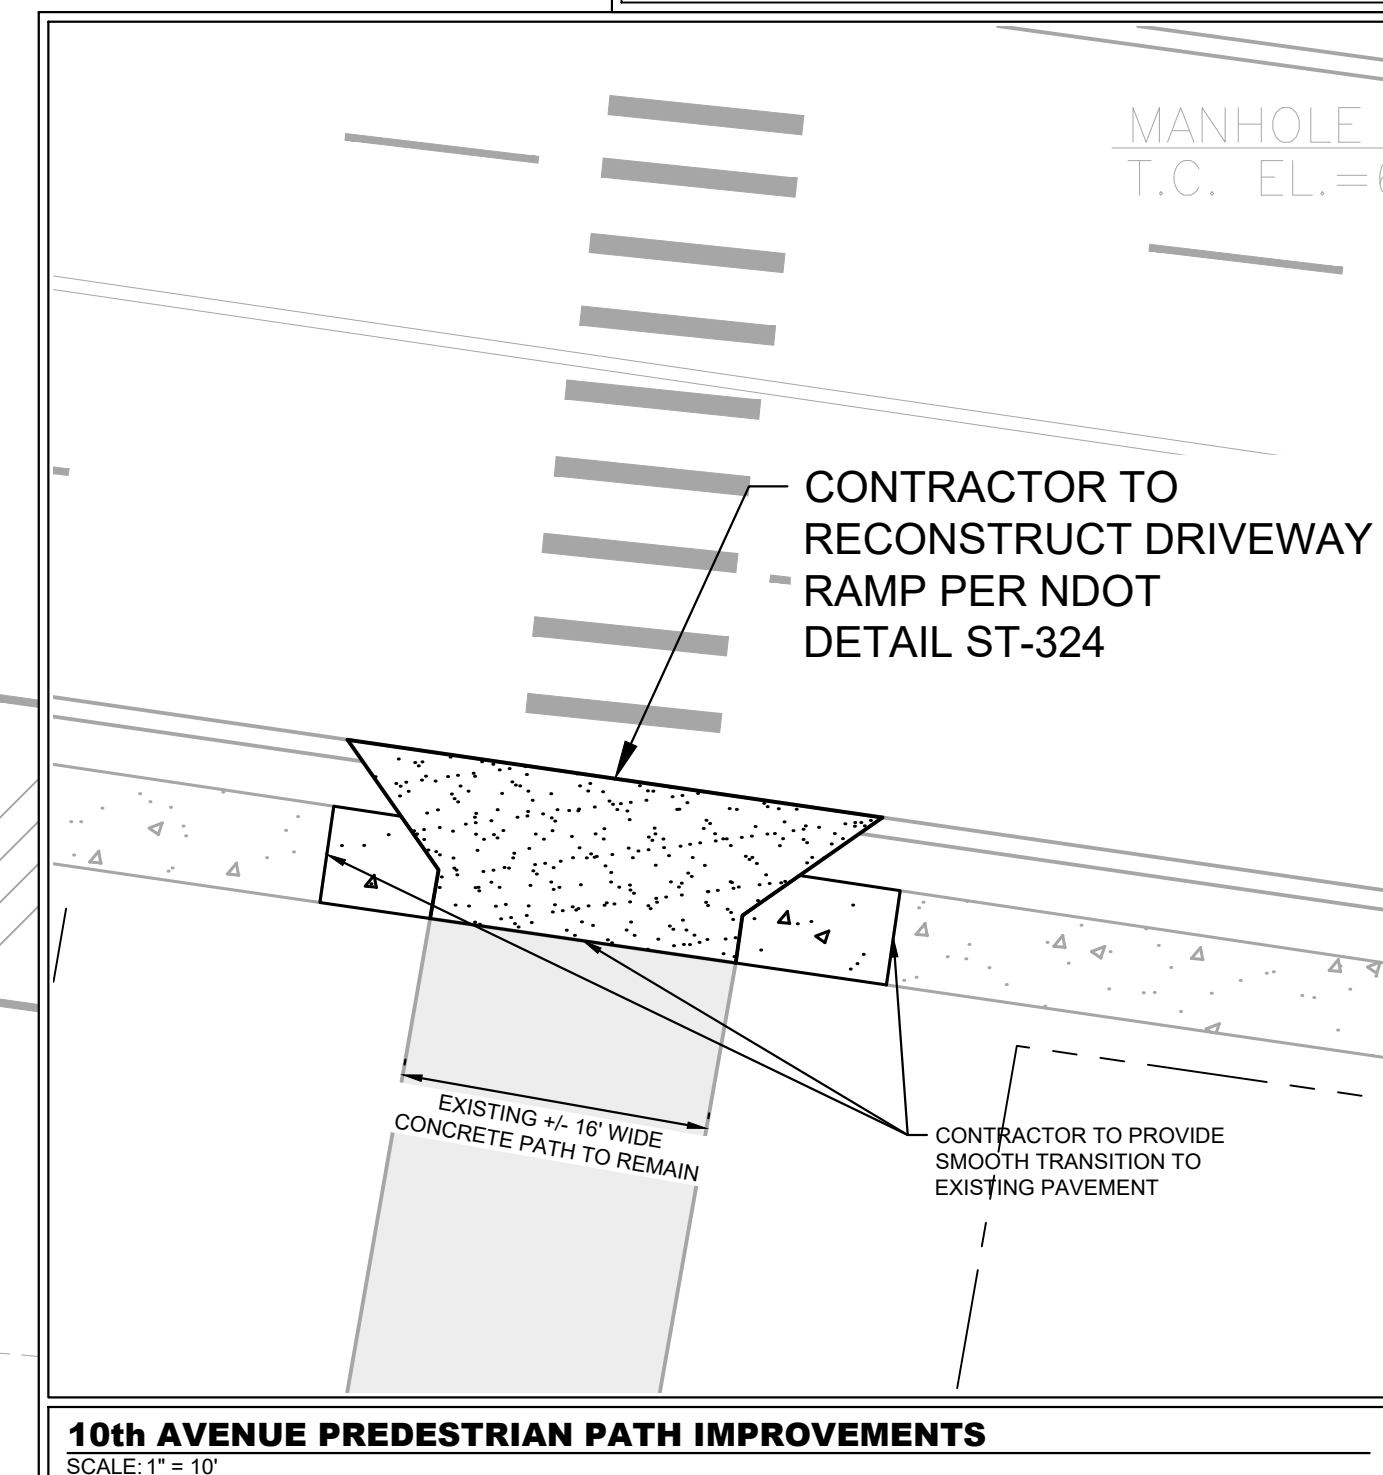 MANHOLE
T.C. EL.=
CONTRACTOR TO
RECONSTRUCT DRIVEWAY
RAMP PER NDOT
DETAIL ST-324
EXISTING +/- 16' WIDE
CONCRETE PATH TO REMAIN
CONTRACTOR TO PROVIDE
SMOOTH TRANSITION TO
EXISTING PAVEMENT
10th AVENUE PREDESTRIAN PATH IMPROVEMENTS
SCALE: 1" = 10'